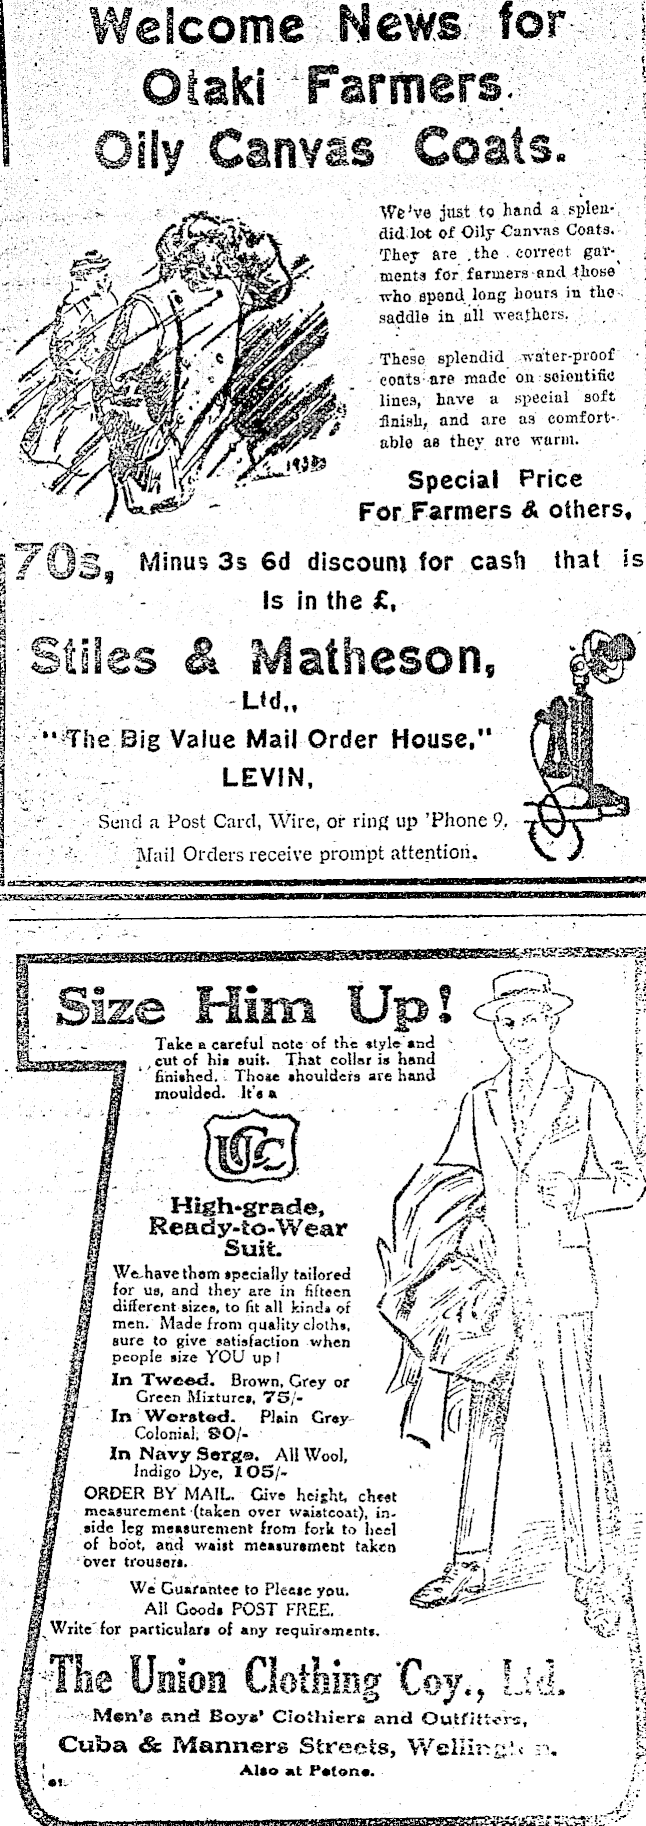 Welcome News for
Otaki Farmers.
Oily Canvas Coats.
We've just to hand a splen-
did lot of Oily Canvas Coats.
They are the correct gar-
ments for farmers and those
who spend long hours in the
saddle in all weathers.
These splendid water-proof
coats are made on scientific
lines, have a special soft
finish, and are as comfort-
able as they are warm.
Special Price
For Farmers & others,
70s, Minus 3s 6d discount for cash that is
1s in the £.
Stiles & Matheson,
Ltd.,
"The Big Value Mail Order House,"
LEVIN,
Send a Post Card, Wire, or ring up 'Phone 9.
Mail Orders receive prompt attention.
Size Him Up!
Take a careful note of the style and
cut of his suit. That collar is hand
finished. Those shoulders are hand
moulded. It's a
UCC
High-grade,
Ready-to-Wear
Suit.
We have them specially tailored
for us, and they are in fifteen
different sizes, to fit all kinds of
men. Made from quality cloths,
sure to give satisfaction when
people size YOU up!
In Tweed. Brown, Grey or
Green Mixtures, 75/-
In Worsted. Plain Grey
Colonial, 90/-
In Navy Serge. All Wool,
Indigo Dye, 105/-
ORDER BY MAIL. Give height, chest
measurement (taken over waistcoat), in-
side leg measurement from fork to heel
of boot, and waist measurement taken
over trousers.
We Guarantee to Please you.
All Goods POST FREE.
Write for particulars of any requirements.
The Union Clothing Coy., Ltd.
Men's and Boys' Clothiers and Outfitters,
Cuba & Manners Streets, Wellington.
Also at Petone.
61.